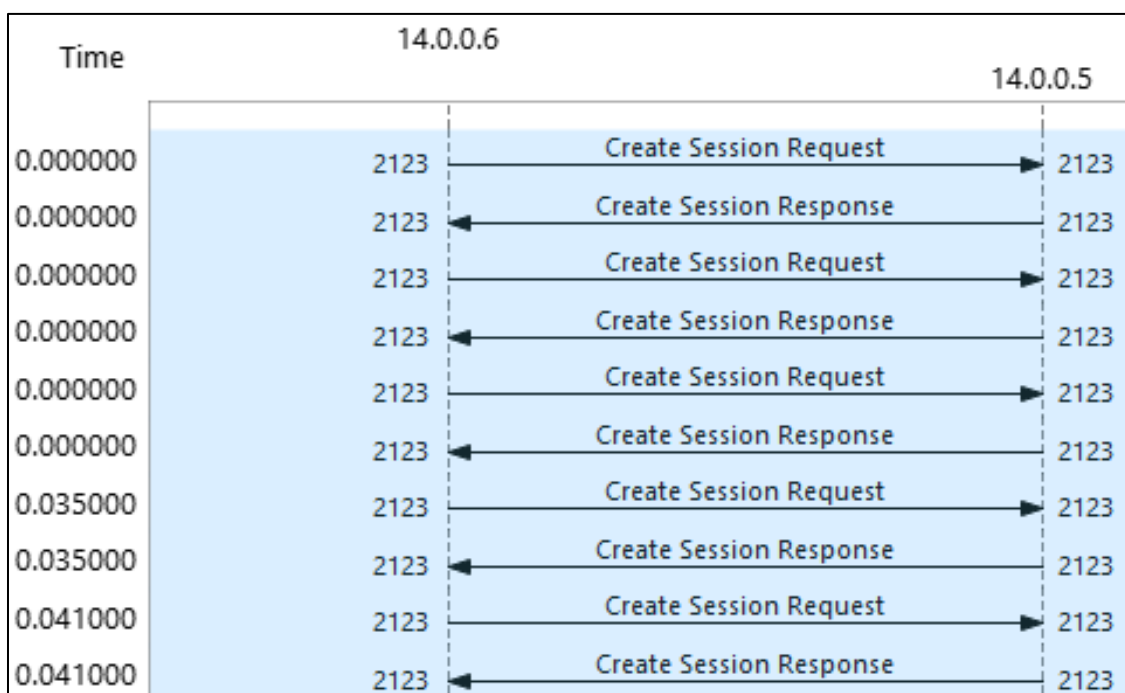 14.0.0.6
Time
14.0.0.5
Create Session Request
0.000000 2123 2123
Create Session Response
0.000000 2123 2123
Create Session Request
0.000000 2123 2123
Create Session Response
0.000000 2123 2123
Create Session Request
0.000000 2123 2123
Create Session Response
0.000000 2123 2123
Create Session Request
0.035000 2123 2123
Create Session Response
0.035000 2123 2123
Create Session Request
0.041000 2123 2123
Create Session Response
0.041000 2123 2123